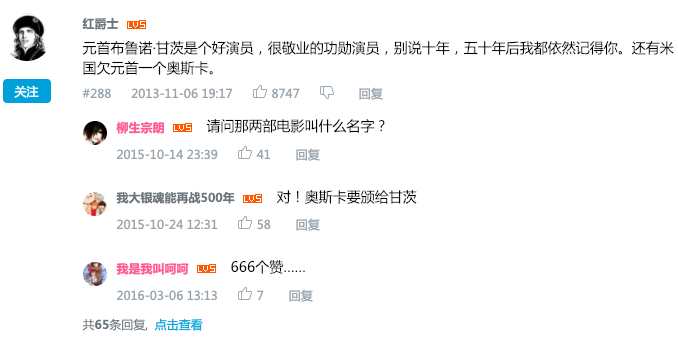 红爵士 LV5
元首布鲁诺·甘茨是个好演员，很敬业的功勋演员，别说十年，五十年后我都依然记得你。还有米
国欠元首一个奥斯卡。
关注
#288 2013-11-06 19:17 8747 回复
柳生宗朗 LV5 请问那两部电影叫什么名字？
2015-10-14 23:39 41 回复
我大银魂能再战500年 LV5 对！奥斯卡要颁给甘茨
2015-10-24 12:31 58 回复
我是我叫呵呵 LV5 666个赞……
2016-03-06 13:13 7 回复
共65条回复, 点击查看